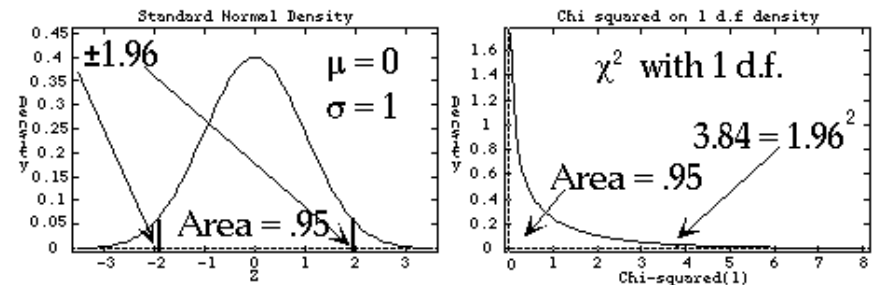 Standard Normal Density
0.45
0.4
0.35
0.3
0.25
0.2
0.15
0.1
0.05
0
Density
±1.96
μ = 0
σ = 1
Area = .95
-3 -2 -1 0 1 2 3
Z
Chi squared on 1 d.f density
1.6
1.4
1.2
1
0.8
0.6
0.4
0.2
0
Density
χ² with 1 d.f.
3.84 = 1.96²
Area = .95
0 1 2 3 4 5 6 7 8
Chi-squared(1)